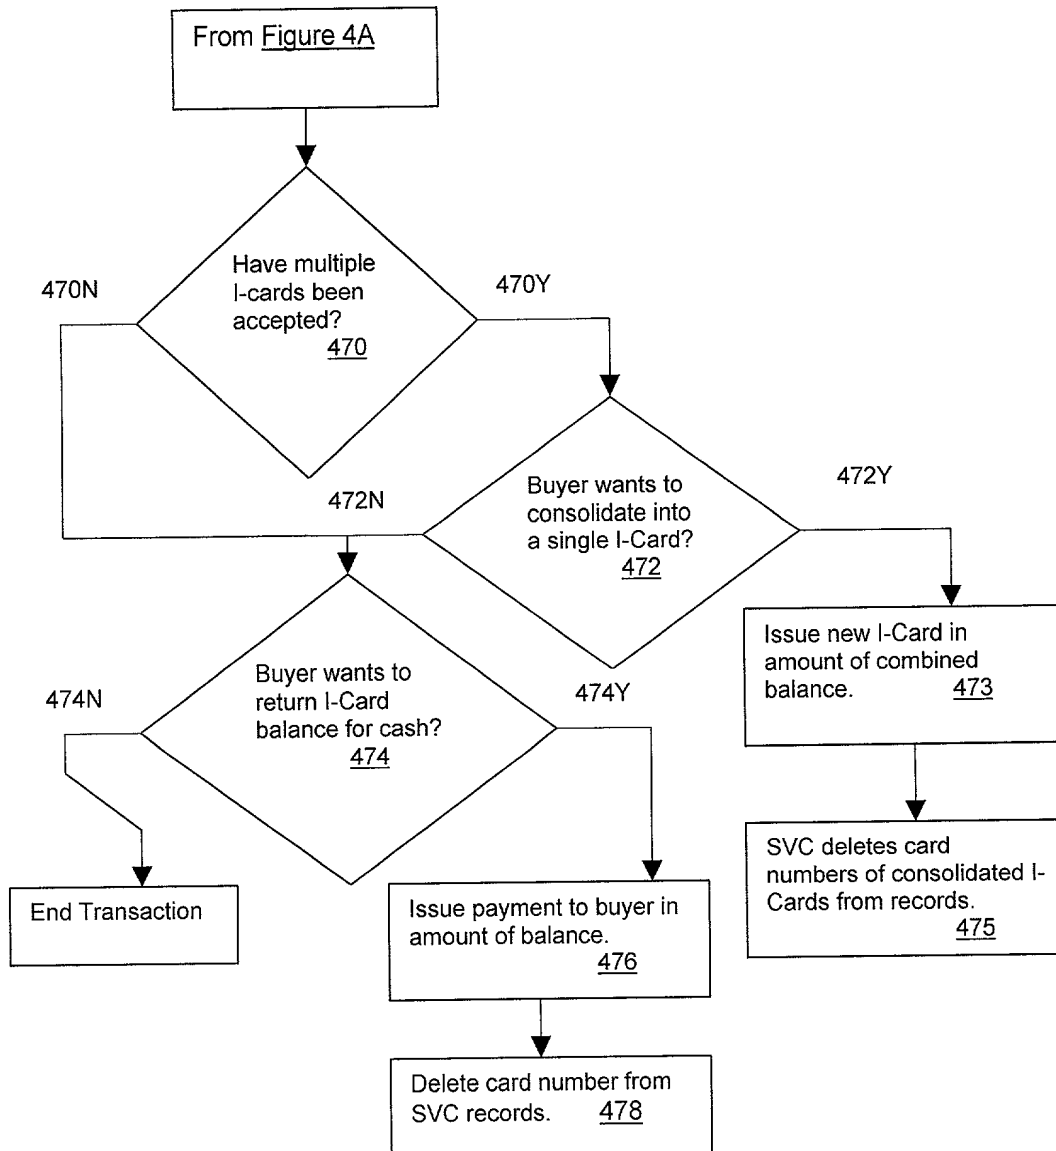 From Figure 4A
Have multiple
I-cards been
accepted?
470
470N
470Y
Buyer wants to
consolidate into
a single I-Card?
472
472N
472Y
Issue new I-Card in
amount of combined
balance. 473
Buyer wants to
return I-Card
balance for cash?
474
474N
474Y
SVC deletes card
numbers of consolidated I-
Cards from records.
475
End Transaction
Issue payment to buyer in
amount of balance.
476
Delete card number from
SVC records. 478